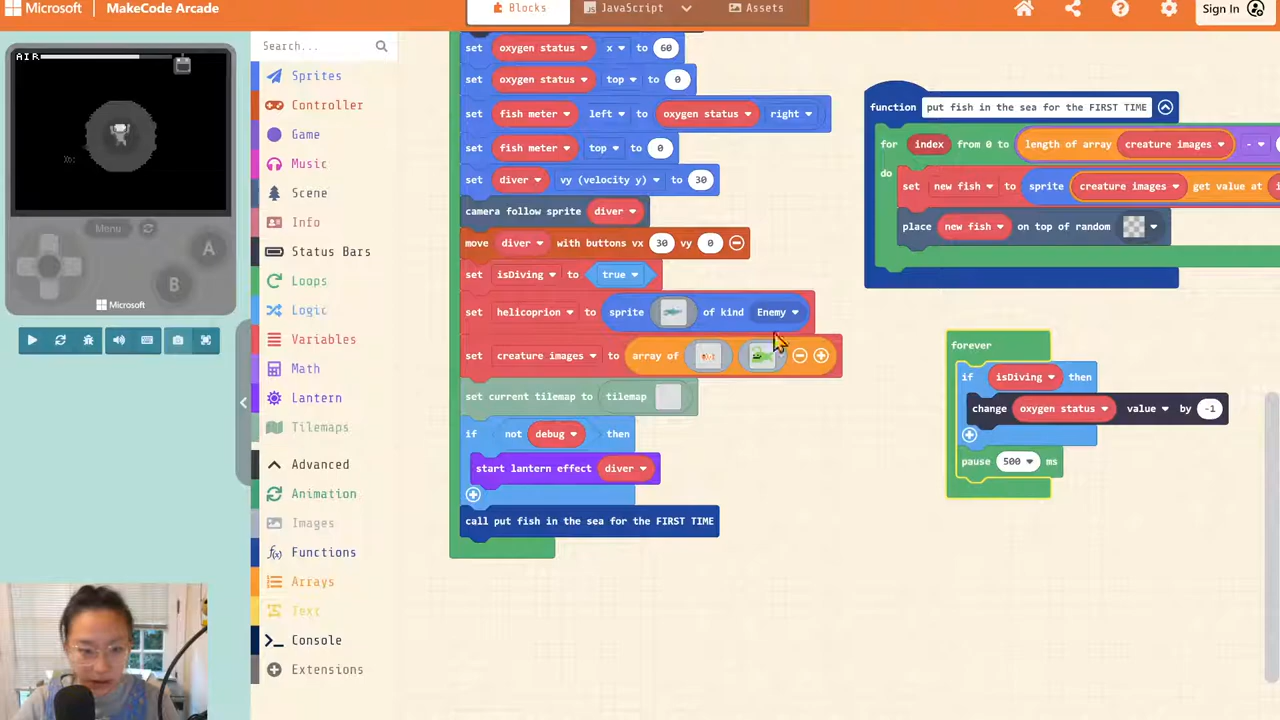 Microsoft
MakeCode Arcade
Blocks
JavaScript
Assets
Sign In
AIR
Menu
A
B
Microsoft
Search...
Sprites
Controller
Game
Music
Scene
Info
Status Bars
Loops
Logic
Variables
Math
Lantern
Tilemaps
Advanced
Animation
Images
Functions
Arrays
Text
Console
Extensions
set oxygen status x to 60
set oxygen status top to 0
set fish meter left to oxygen status right
set fish meter top to 0
set diver vy (velocity y) to 30
camera follow sprite diver
move diver with buttons vx 30 vy 0
set isDiving to true
set helicoprion to sprite of kind Enemy
set creature images to array of
set current tilemap to tilemap
if not debug then
start lantern effect diver
call put fish in the sea for the FIRST TIME
function put fish in the sea for the FIRST TIME
for index from 0 to length of array creature images -
do set new fish to sprite creature images get value at
place new fish on top of random
forever
if isDiving then
change oxygen status value by -1
pause 500 ms